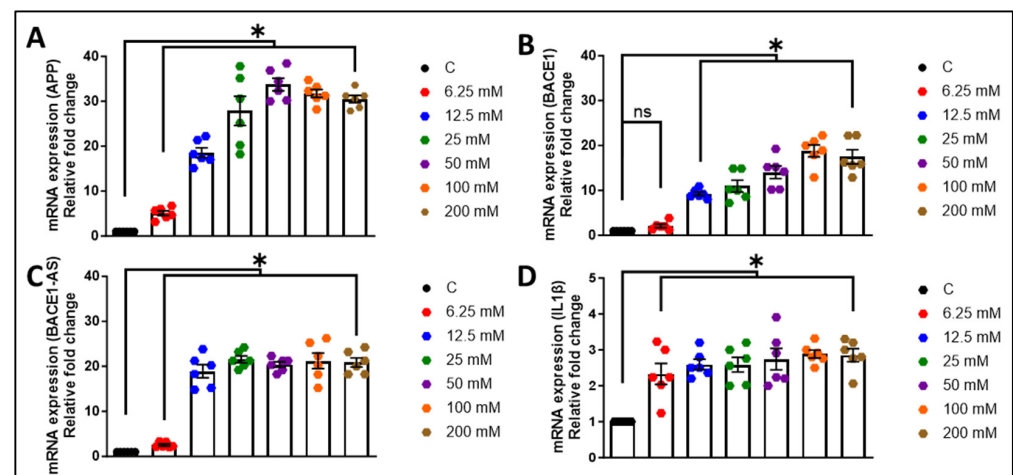 A
*
mRNA expression (APP)
Relative fold change
40
30
20
10
0
C
6.25 mM
12.5 mM
25 mM
50 mM
100 mM
200 mM
B
*
ns
mRNA expression (BACE1)
Relative fold change
40
30
20
10
0
C
6.25 mM
12.5 mM
25 mM
50 mM
100 mM
200 mM
C
*
mRNA expression (BACE1-AS)
Relative fold change
40
30
20
10
0
C
6.25 mM
12.5 mM
25 mM
50 mM
100 mM
200 mM
D
*
mRNA expression (IL1β)
Relative fold change
5
4
3
2
1
0
C
6.25 mM
12.5 mM
25 mM
50 mM
100 mM
200 mM